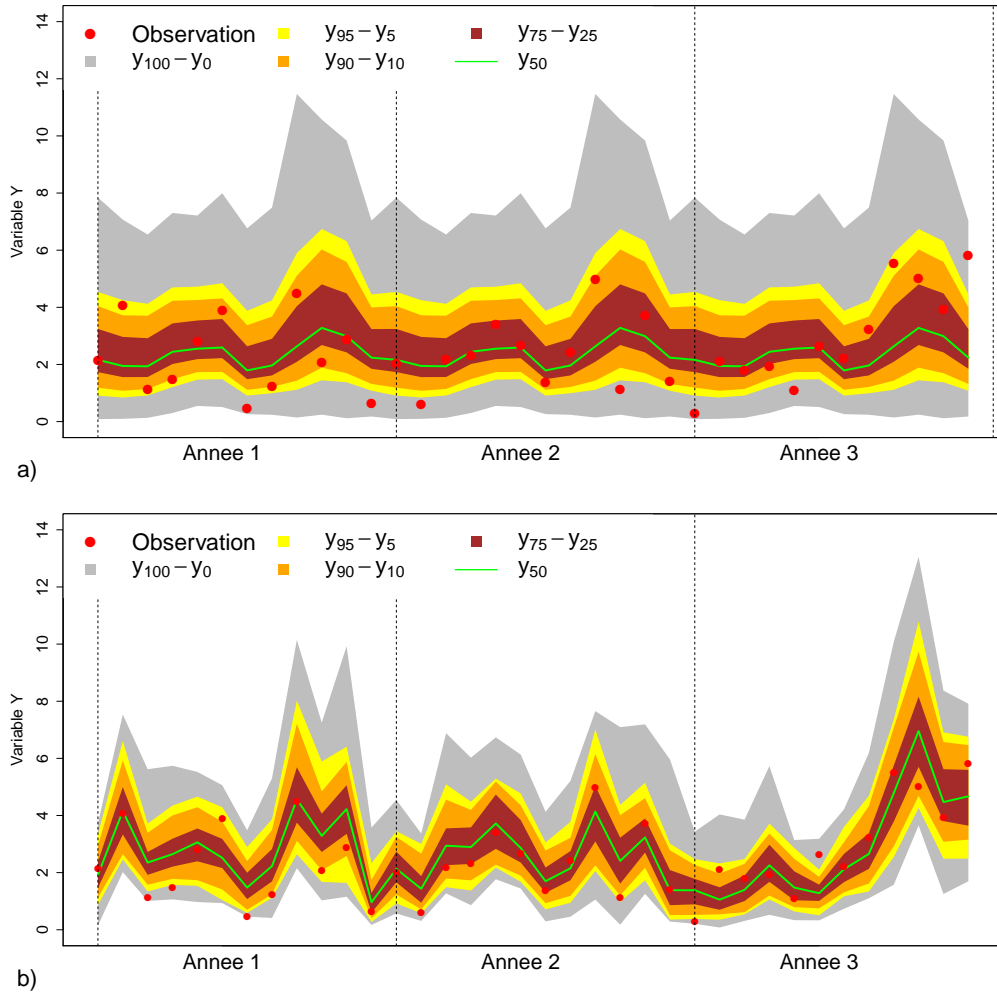 14
12
10
8
6
4
2
0
Variable Y
Observation
y₁₀₀ − y₀
y₉₅ − y₅
y₉₀ − y₁₀
y₇₅ − y₂₅
y₅₀
Annee 1
Annee 2
Annee 3
a)
14
12
10
8
6
4
2
0
Variable Y
Observation
y₁₀₀ − y₀
y₉₅ − y₅
y₉₀ − y₁₀
y₇₅ − y₂₅
y₅₀
Annee 1
Annee 2
Annee 3
b)